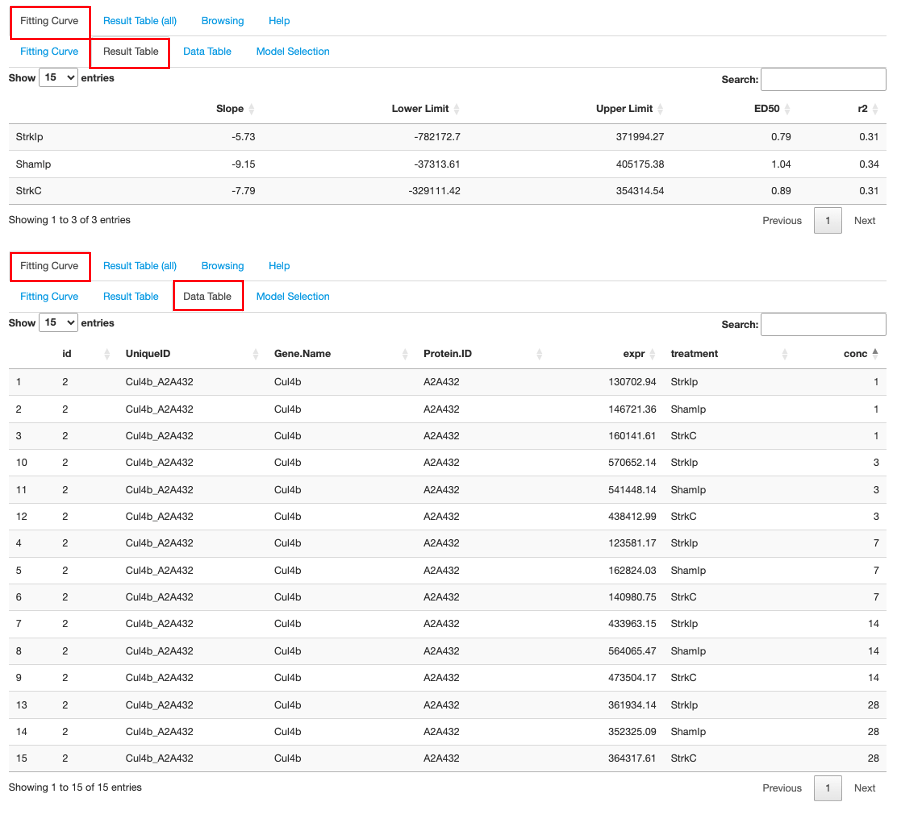 Fitting Curve Result Table (all) Browsing Help
Fitting Curve Result Table Data Table Model Selection
Show 15 entries Search:
Slope Lower Limit Upper Limit ED50 r2
StrkIp -5.73 -782172.7 371994.27 0.79 0.31
ShamIp -9.15 -37313.61 405175.38 1.04 0.34
StrkC -7.79 -329111.42 354314.54 0.89 0.31
Showing 1 to 3 of 3 entries Previous 1 Next
Fitting Curve Result Table (all) Browsing Help
Fitting Curve Result Table Data Table Model Selection
Show 15 entries Search:
id UniqueID Gene.Name Protein.ID expr treatment conc
1 2 Cul4b_A2A432 Cul4b A2A432 130702.94 StrkIp 1
2 2 Cul4b_A2A432 Cul4b A2A432 146721.36 ShamIp 1
3 2 Cul4b_A2A432 Cul4b A2A432 160141.61 StrkC 1
10 2 Cul4b_A2A432 Cul4b A2A432 570652.14 StrkIp 3
11 2 Cul4b_A2A432 Cul4b A2A432 541448.14 ShamIp 3
12 2 Cul4b_A2A432 Cul4b A2A432 438412.99 StrkC 3
4 2 Cul4b_A2A432 Cul4b A2A432 123581.17 StrkIp 7
5 2 Cul4b_A2A432 Cul4b A2A432 162824.03 ShamIp 7
6 2 Cul4b_A2A432 Cul4b A2A432 140980.75 StrkC 7
7 2 Cul4b_A2A432 Cul4b A2A432 433963.15 StrkIp 14
8 2 Cul4b_A2A432 Cul4b A2A432 564065.47 ShamIp 14
9 2 Cul4b_A2A432 Cul4b A2A432 473504.17 StrkC 14
13 2 Cul4b_A2A432 Cul4b A2A432 361934.14 StrkIp 28
14 2 Cul4b_A2A432 Cul4b A2A432 352325.09 ShamIp 28
15 2 Cul4b_A2A432 Cul4b A2A432 364317.61 StrkC 28
Showing 1 to 15 of 15 entries Previous 1 Next